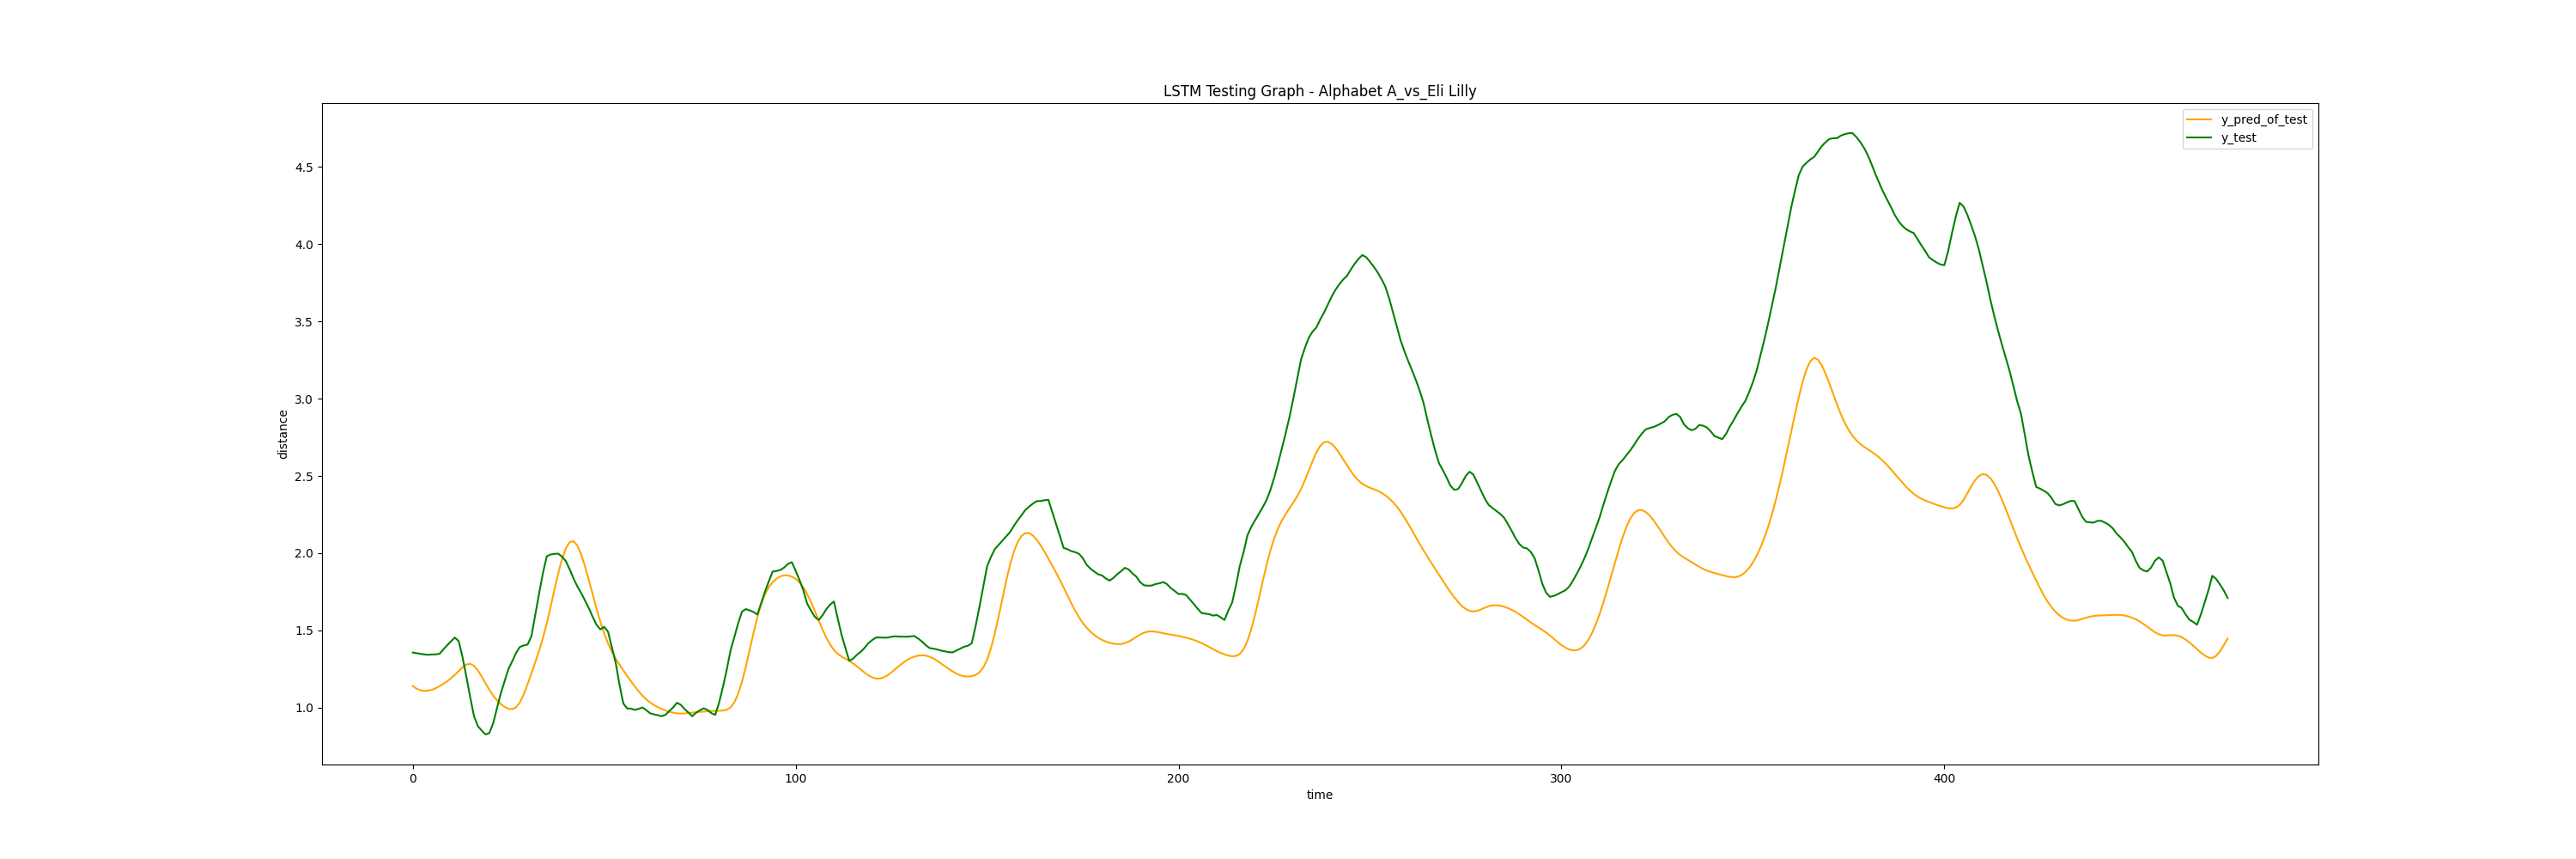 LSTM Testing Graph - Alphabet A_vs_Eli Lilly
y_pred_of_test
y_test
4.5
4.0
3.5
3.0
2.5
2.0
1.5
1.0
distance
0 100 200 300 400
time